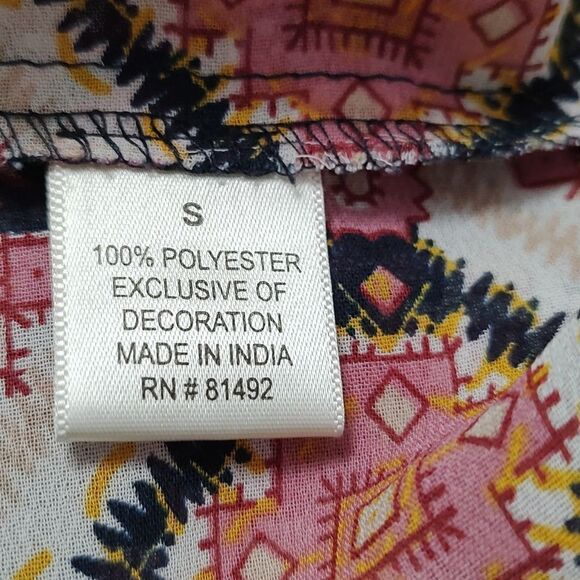 S
100% POLYESTER
EXCLUSIVE OF
DECORATION
MADE IN INDIA
RN # 81492